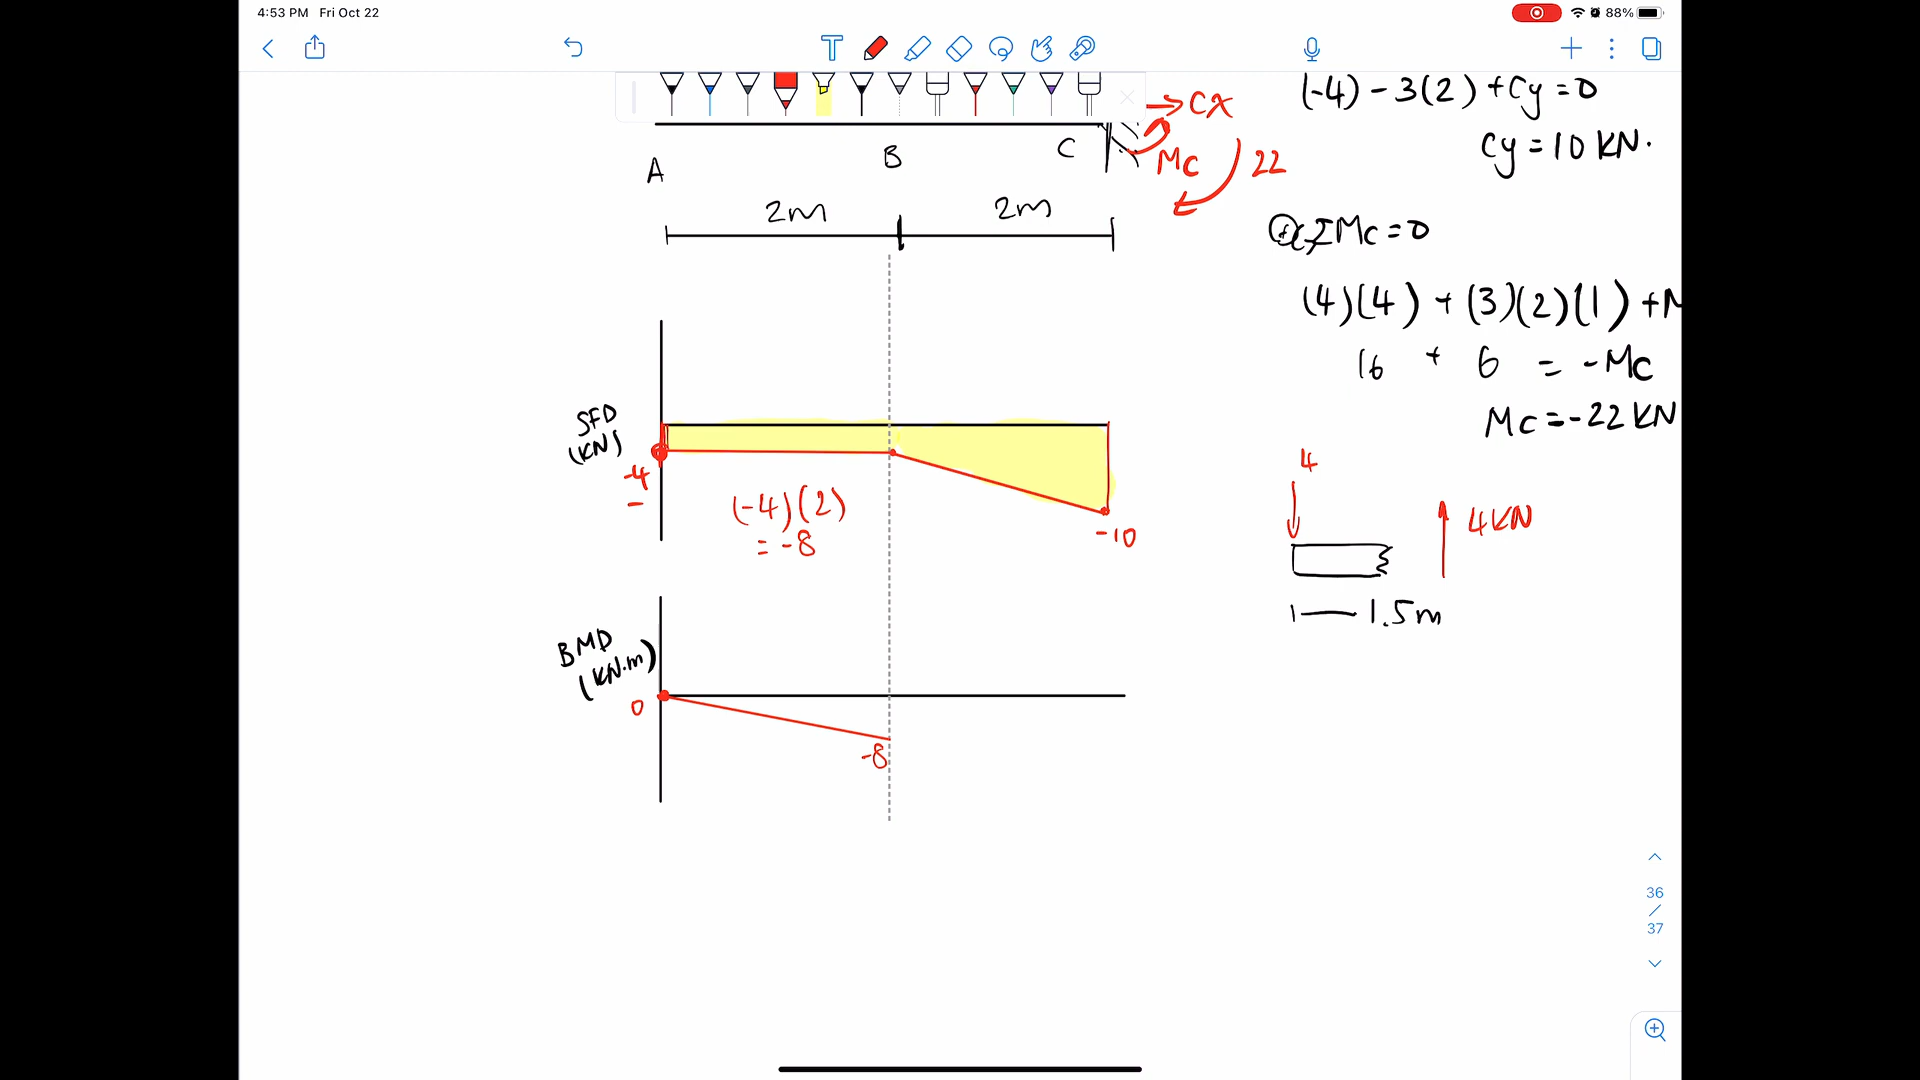 4:53 PM Fri Oct 22
88%
T
(-4) - 3(2) + Cy = 0
Cy = 10 KN.
CX
Mc
22
A
B
C
2m
2m
+ ΣMc = 0
(4)(4) + (3)(2)(1) +
16 + 6 = -Mc
Mc = -22 KN
SFD
(KN)
-4
-
(-4)(2)
= -8
-10
4
4KN
1.5m
BMD
(KN.m)
0
-8
36
/
37